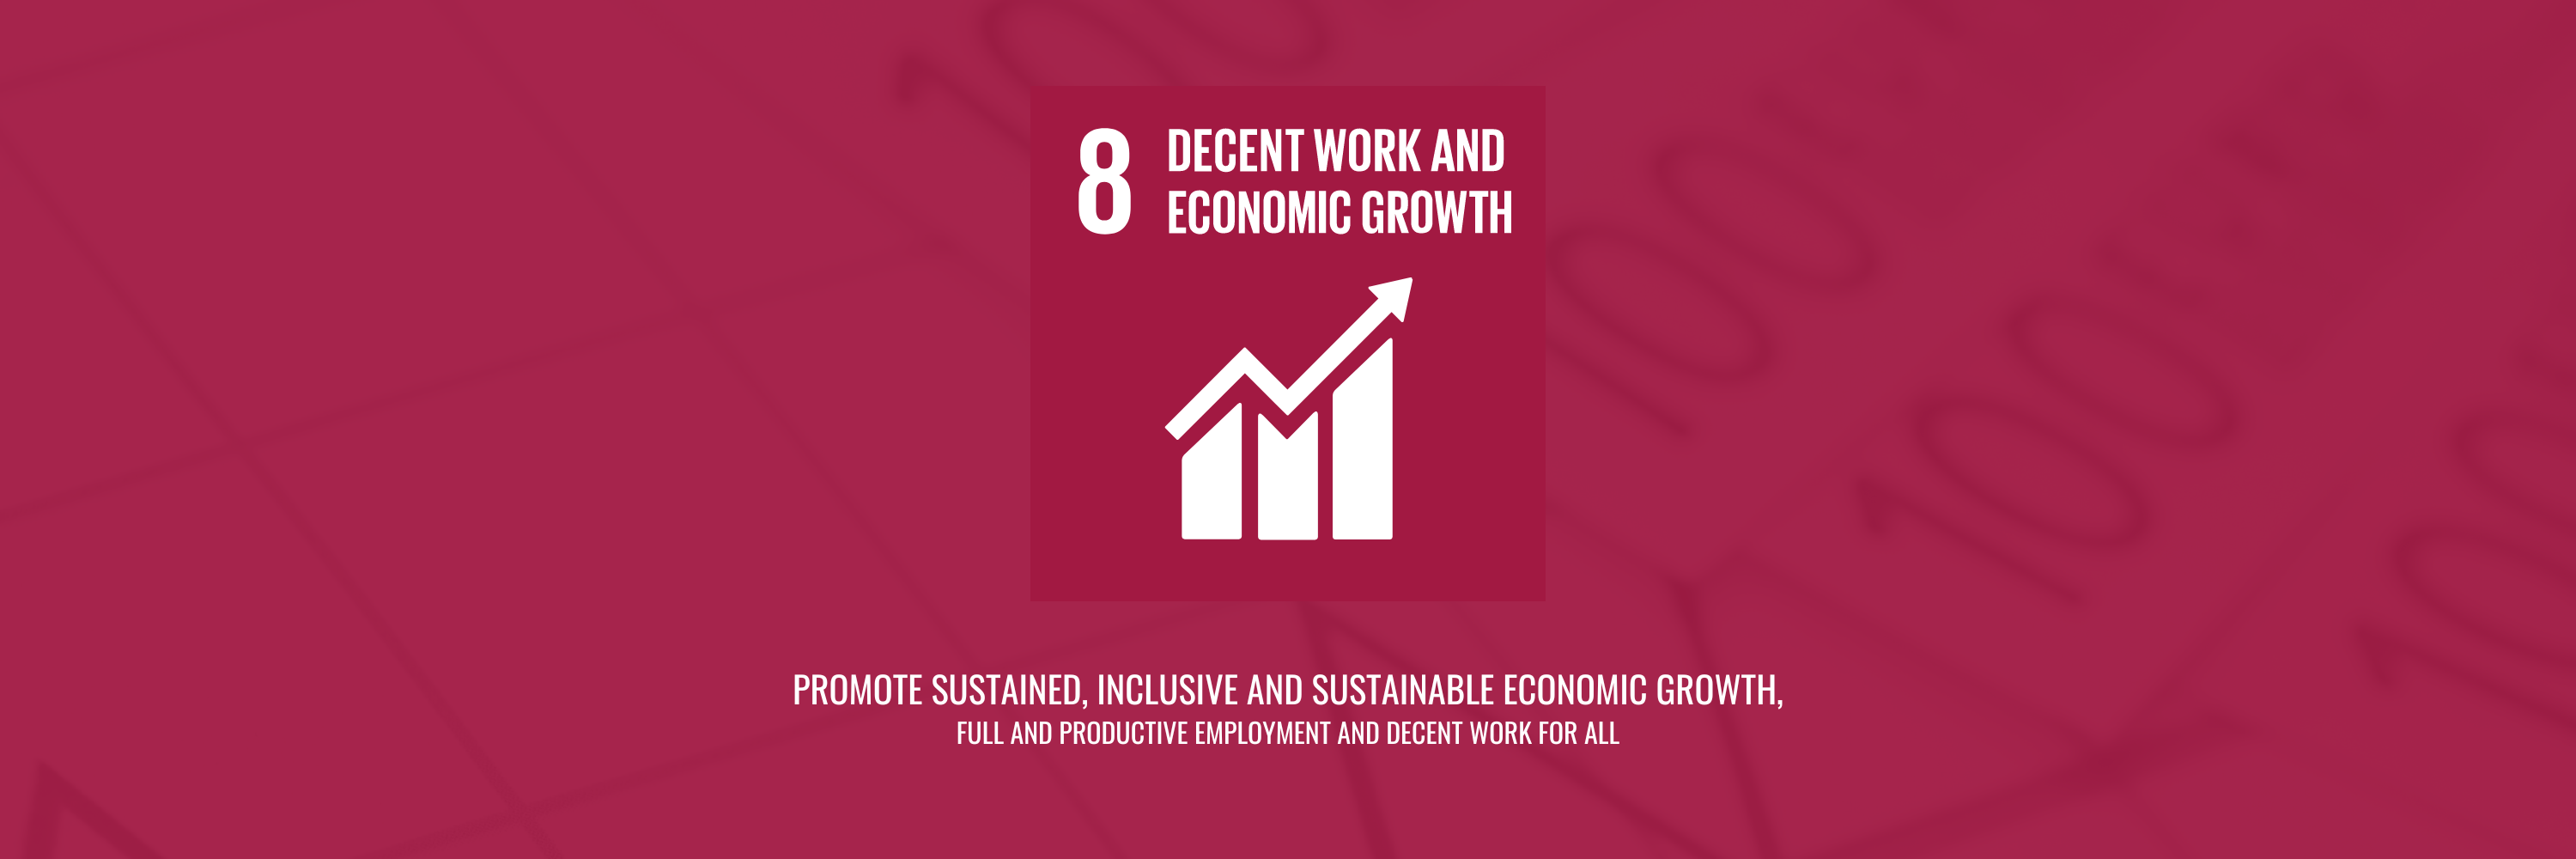 8
DECENT WORK AND
ECONOMIC GROWTH
PROMOTE SUSTAINED, INCLUSIVE AND SUSTAINABLE ECONOMIC GROWTH,
FULL AND PRODUCTIVE EMPLOYMENT AND DECENT WORK FOR ALL